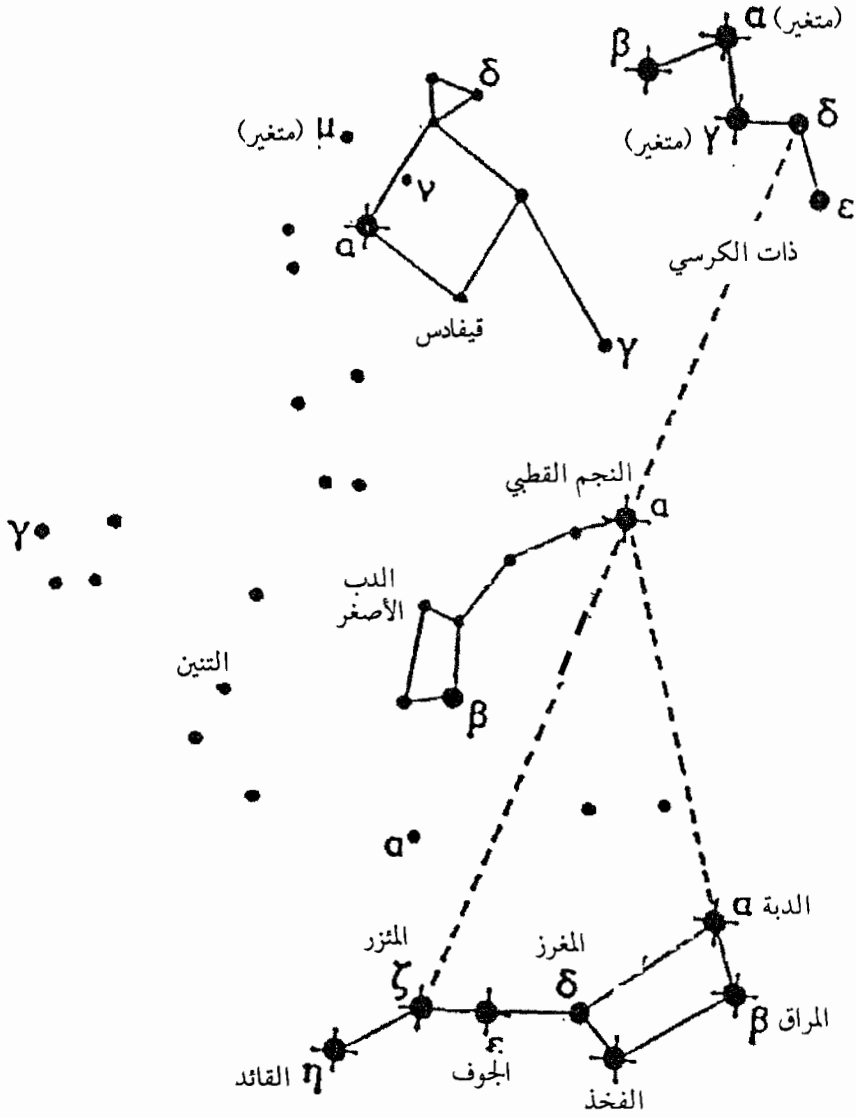 α (متغير)
β
γ (متغير)
δ
ε
ذات الكرسي
δ
μ (متغير)
ν
α
قيفادس
γ
النجم القطبي
α
الدب
الأصغر
β
γ
التنين
α
α الدبة
المئزر
ζ
المغرز
δ
β المراق
ε
الجوف
η القائد
الفخذ